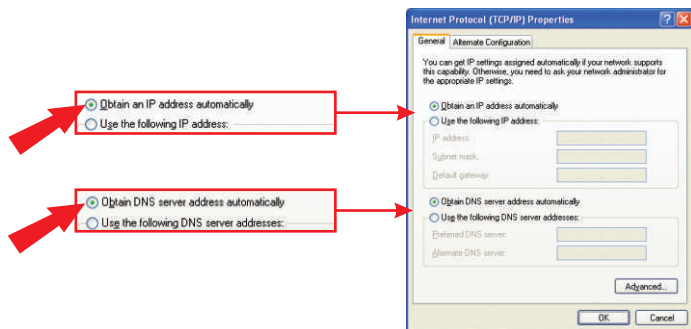 Internet Protocol (TCP/IP) Properties
General
Alternate Configuration
You can get IP settings assigned automatically if your network supports
this capability. Otherwise, you need to ask your network administrator for
the appropriate IP settings.
Obtain an IP address automatically
Use the following IP address:
Obtain an IP address automatically
Use the following IP address:
IP address:
Subnet mask:
Default gateway:
Obtain DNS server address automatically
Use the following DNS server addresses:
Obtain DNS server address automatically
Use the following DNS server addresses:
Preferred DNS server:
Alternate DNS server:
Advanced...
OK
Cancel